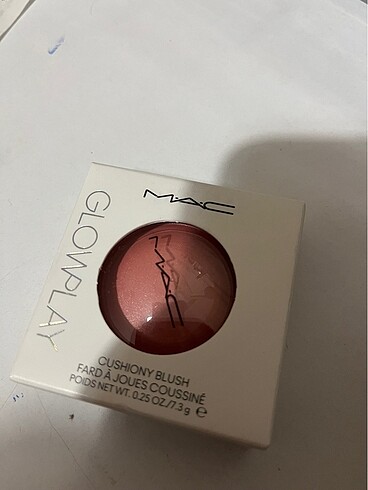 M·A·C
GLOWPLAY
MAC
MAC
CUSHIONY BLUSH
FARD À JOUES COUSSINÉ
POIDS NET WT. 0.25 OZ./7.3 g ℮